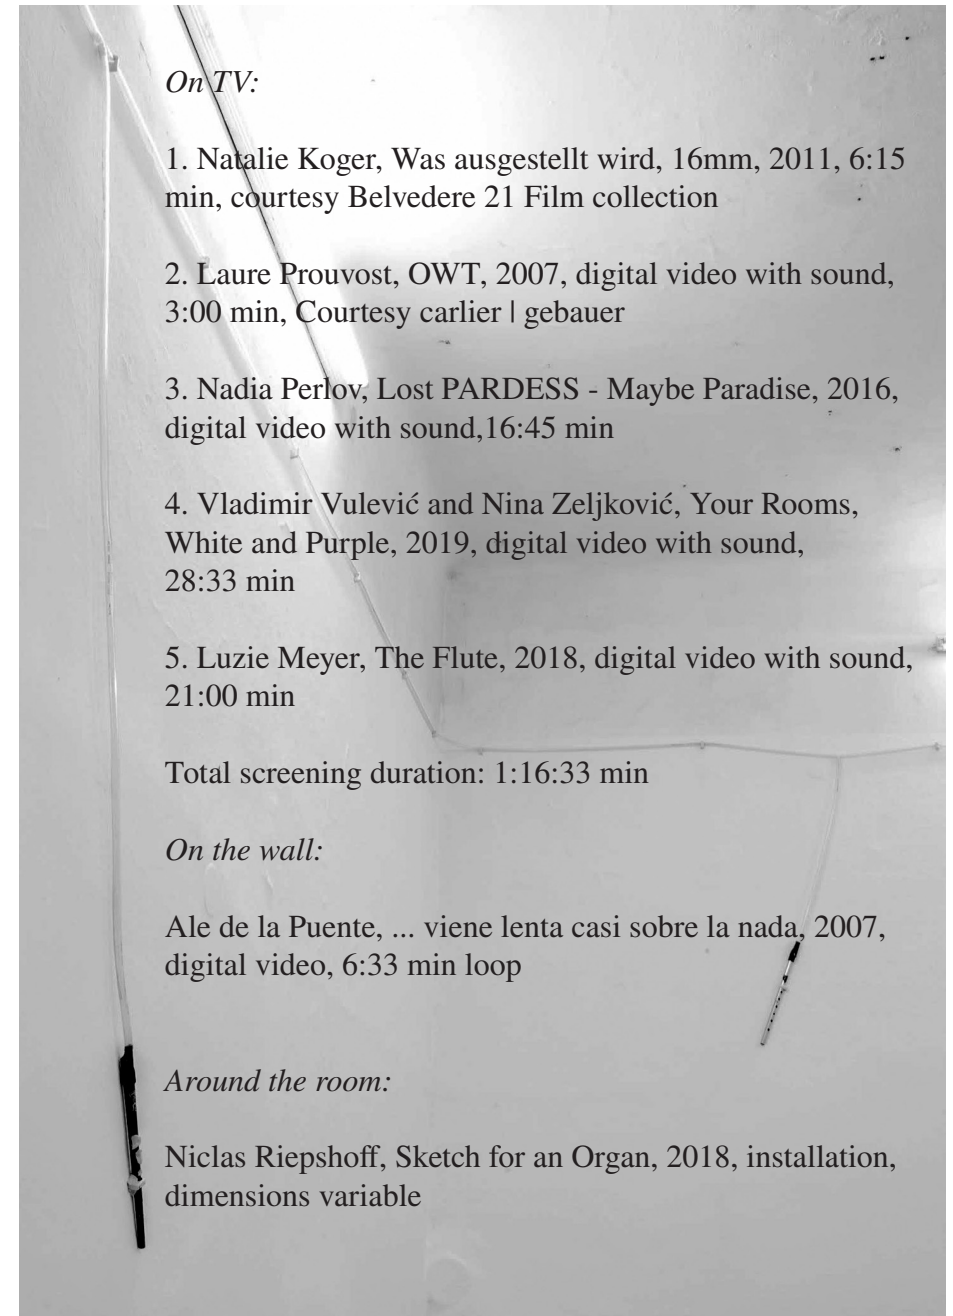 On TV:
1. Natalie Koger, Was ausgestellt wird, 16mm, 2011, 6:15
min, courtesy Belvedere 21 Film collection
2. Laure Prouvost, OWT, 2007, digital video with sound,
3:00 min, Courtesy carlier | gebauer
3. Nadia Perlov, Lost PARDESS - Maybe Paradise, 2016,
digital video with sound,16:45 min
4. Vladimir Vulević and Nina Zeljković, Your Rooms,
White and Purple, 2019, digital video with sound,
28:33 min
5. Luzie Meyer, The Flute, 2018, digital video with sound,
21:00 min
Total screening duration: 1:16:33 min
On the wall:
Ale de la Puente, ... viene lenta casi sobre la nada, 2007,
digital video, 6:33 min loop
Around the room:
Niclas Riepshoff, Sketch for an Organ, 2018, installation,
dimensions variable